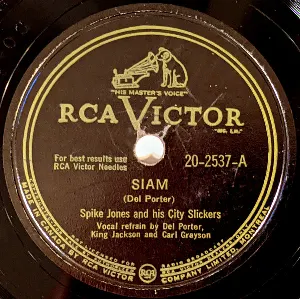 "HIS MASTER'S VOICE"
RCA VICTOR
For best results use
RCA Victor Needles
20-2537-A
SIAM
(Del Porter)
Spike Jones and his City Slickers
Vocal refrain by Del Porter,
King Jackson and Carl Grayson
RCA
MADE IN CANADA BY RCA VICTOR COMPANY LIMITED, MONTREAL